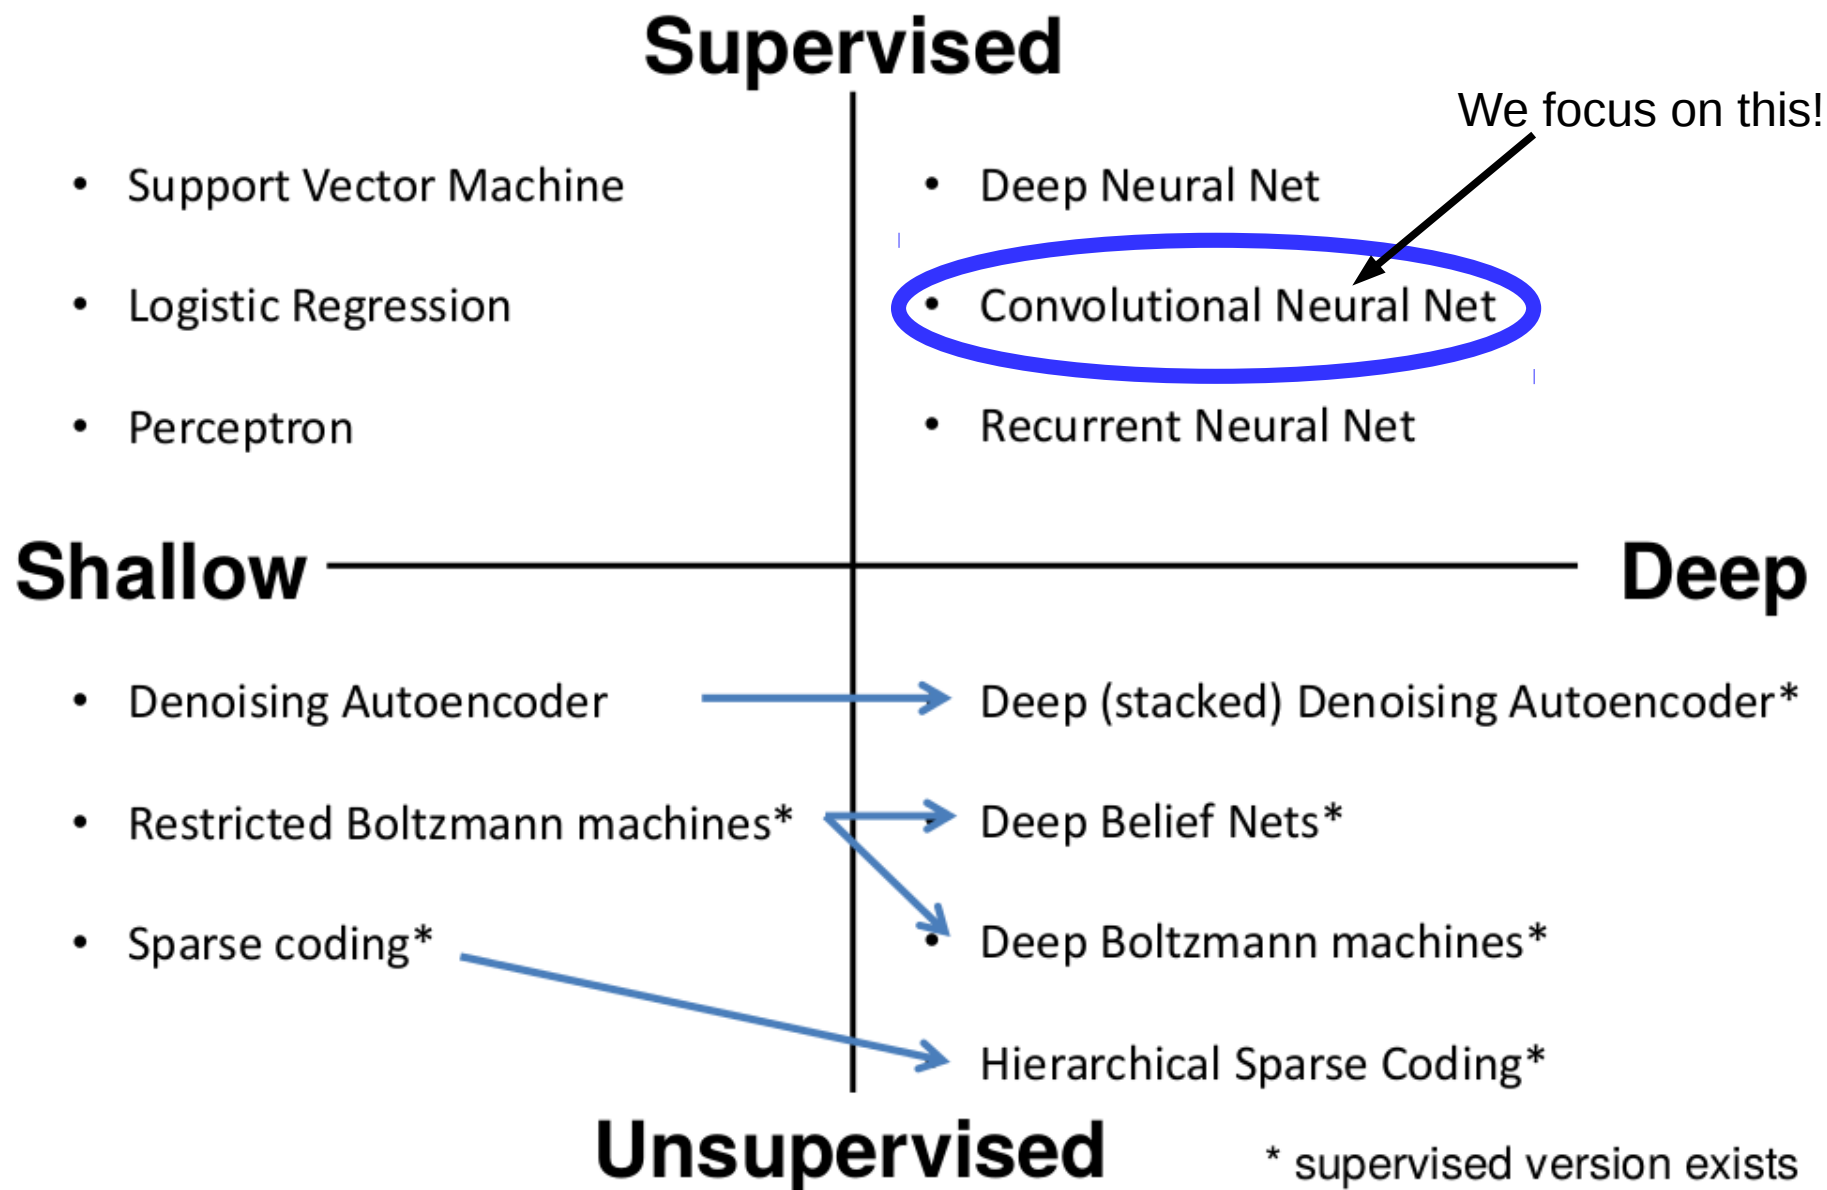 Supervised
We focus on this!
• Support Vector Machine
• Logistic Regression
• Perceptron
• Deep Neural Net
• Convolutional Neural Net
• Recurrent Neural Net
Shallow
Deep
• Denoising Autoencoder
• Restricted Boltzmann machines*
• Sparse coding*
Deep (stacked) Denoising Autoencoder*
Deep Belief Nets*
• Deep Boltzmann machines*
Hierarchical Sparse Coding*
Unsupervised
* supervised version exists